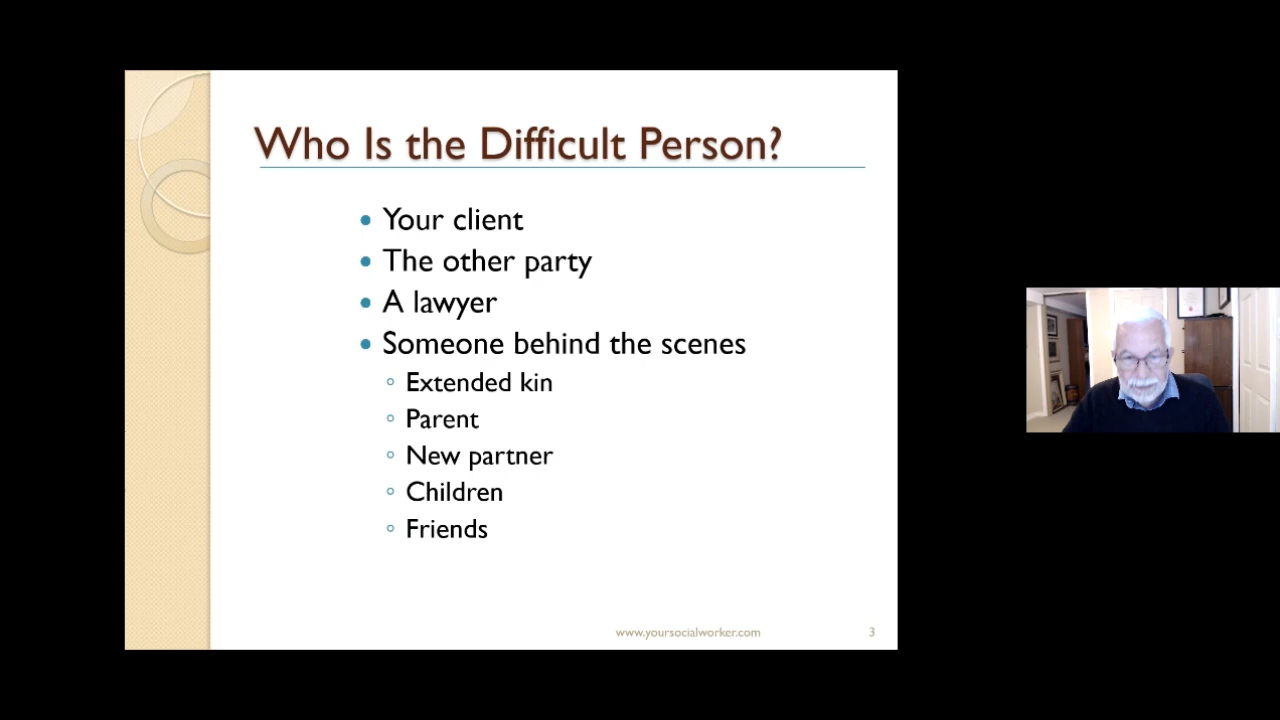 Who Is the Difficult Person?
Your client
The other party
A lawyer
Someone behind the scenes
Extended kin
Parent
New partner
Children
Friends
www.yoursocialworker.com
3